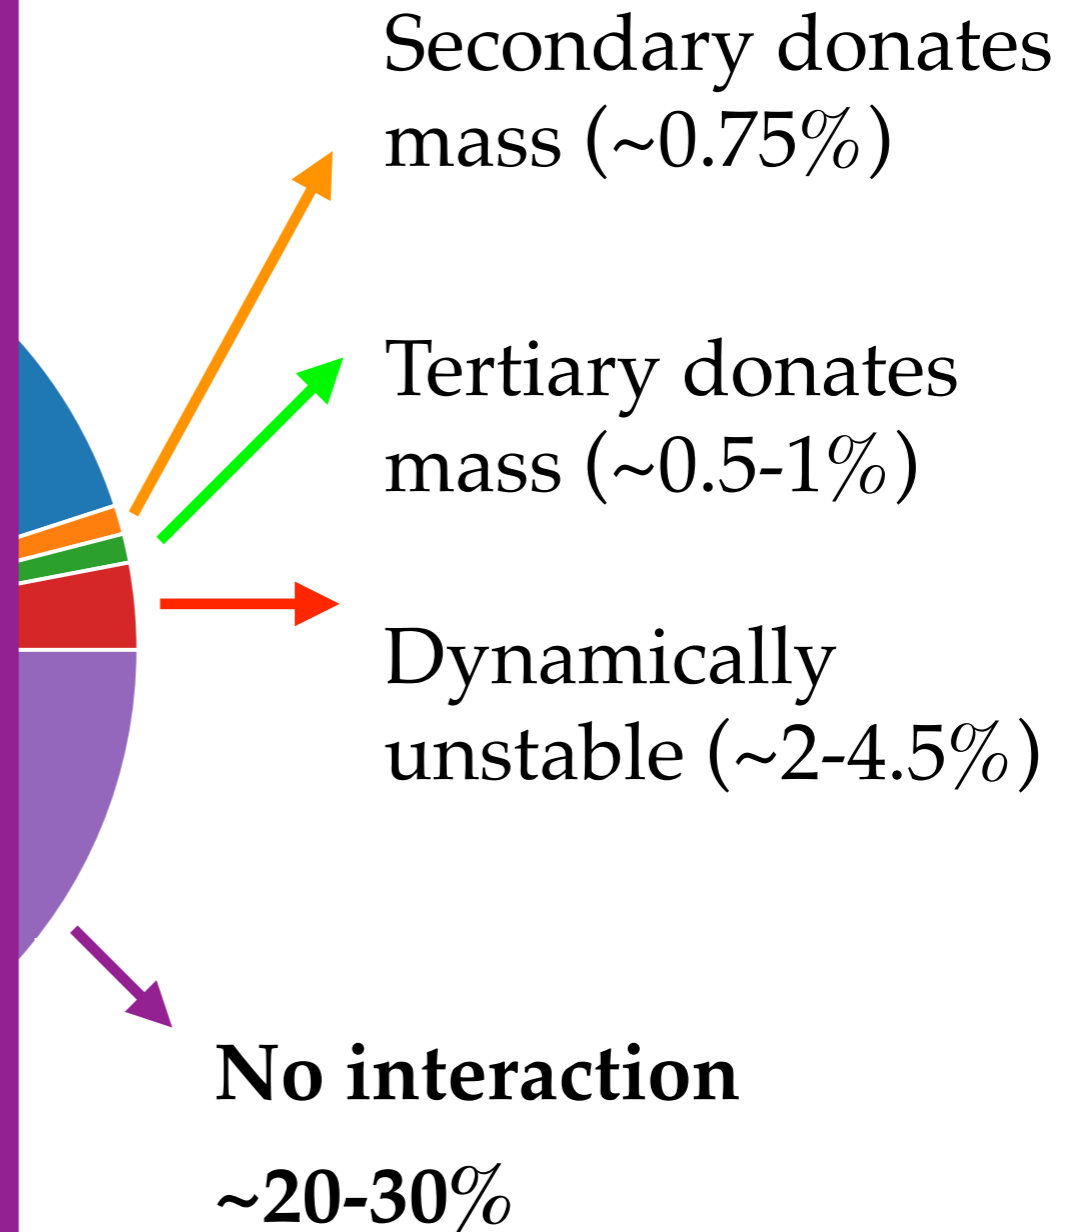 Secondary donates
mass (~0.75%)
Tertiary donates
mass (~0.5-1%)
Dynamically
unstable (~2-4.5%)
No interaction
~20-30%